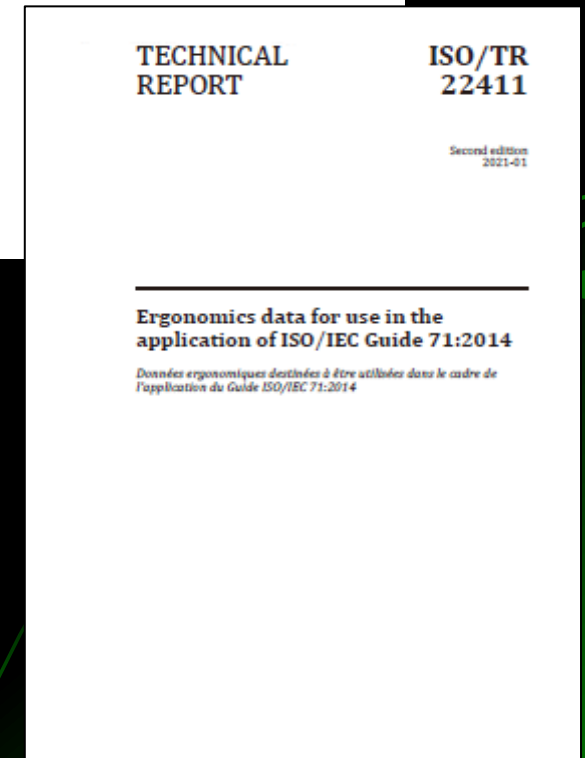 TECHNICAL
REPORT
ISO/TR
22411
Second edition
2021-01
Ergonomics data for use in the
application of ISO/IEC Guide 71:2014
Données ergonomiques destinées à être utilisées dans le cadre de
l'application du Guide ISO/IEC 71:2014